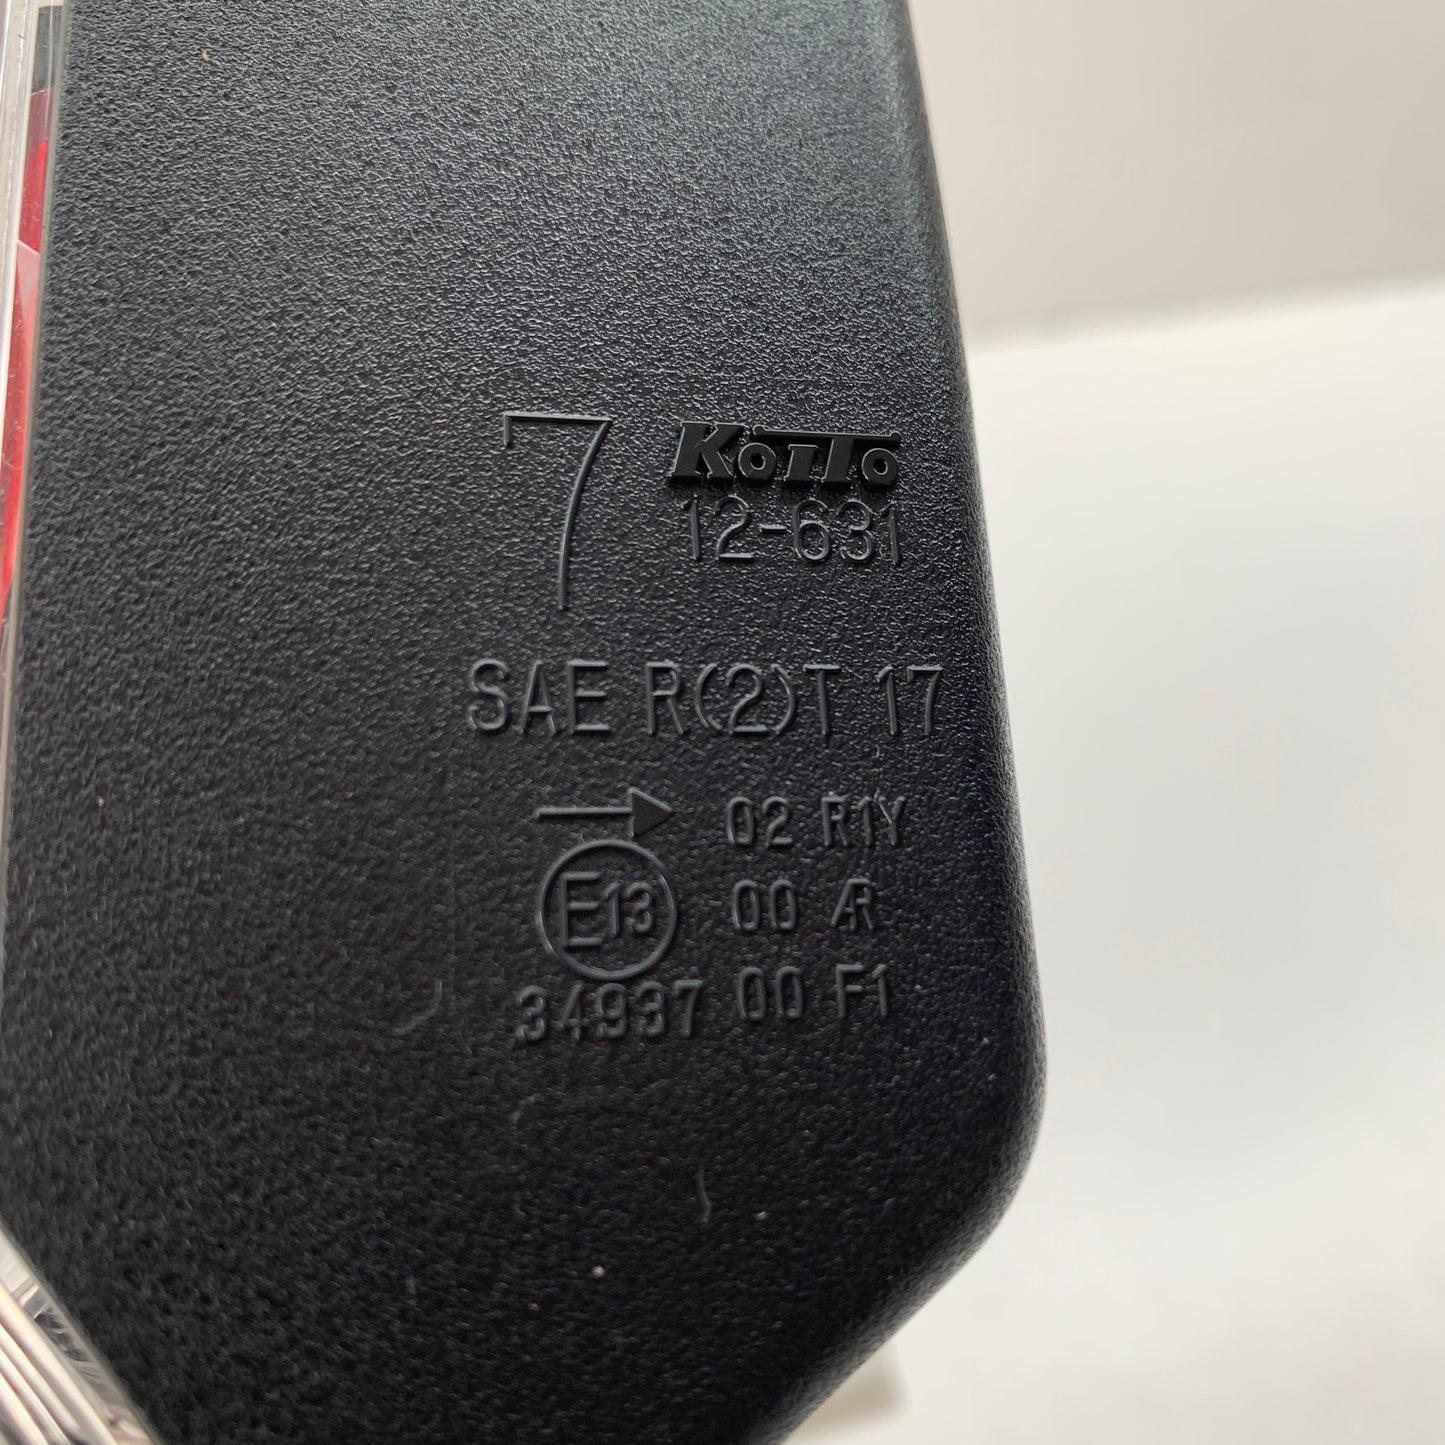 7
KOITO
12-631
SAE R(2)T 17
→ 02 R1Y
E13 00 AR
34937 00 F1